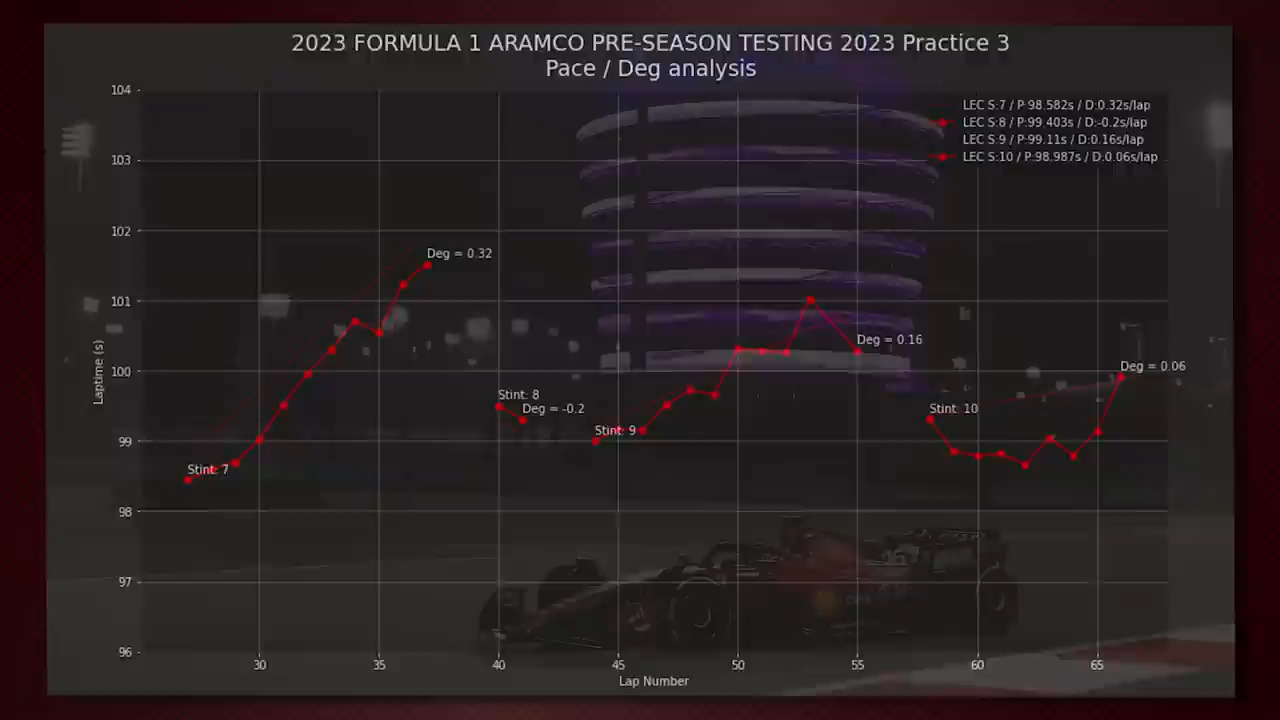 2023 FORMULA 1 ARAMCO PRE-SEASON TESTING 2023 Practice 3
Pace / Deg analysis
LEC S:7 / P:98.582s / D:0.32s/lap
LEC S:8 / P:99.403s / D:-0.2s/lap
LEC S:9 / P:99.11s / D:0.16s/lap
LEC S:10 / P:98.987s / D:0.06s/lap
Laptime (s)
104
103
102
101
100
99
98
97
96
Stint: 7
Deg = 0.32
Stint: 8
Deg = -0.2
Stint: 9
Deg = 0.16
Stint: 10
Deg = 0.06
30 35 40 45 50 55 60 65
Lap Number